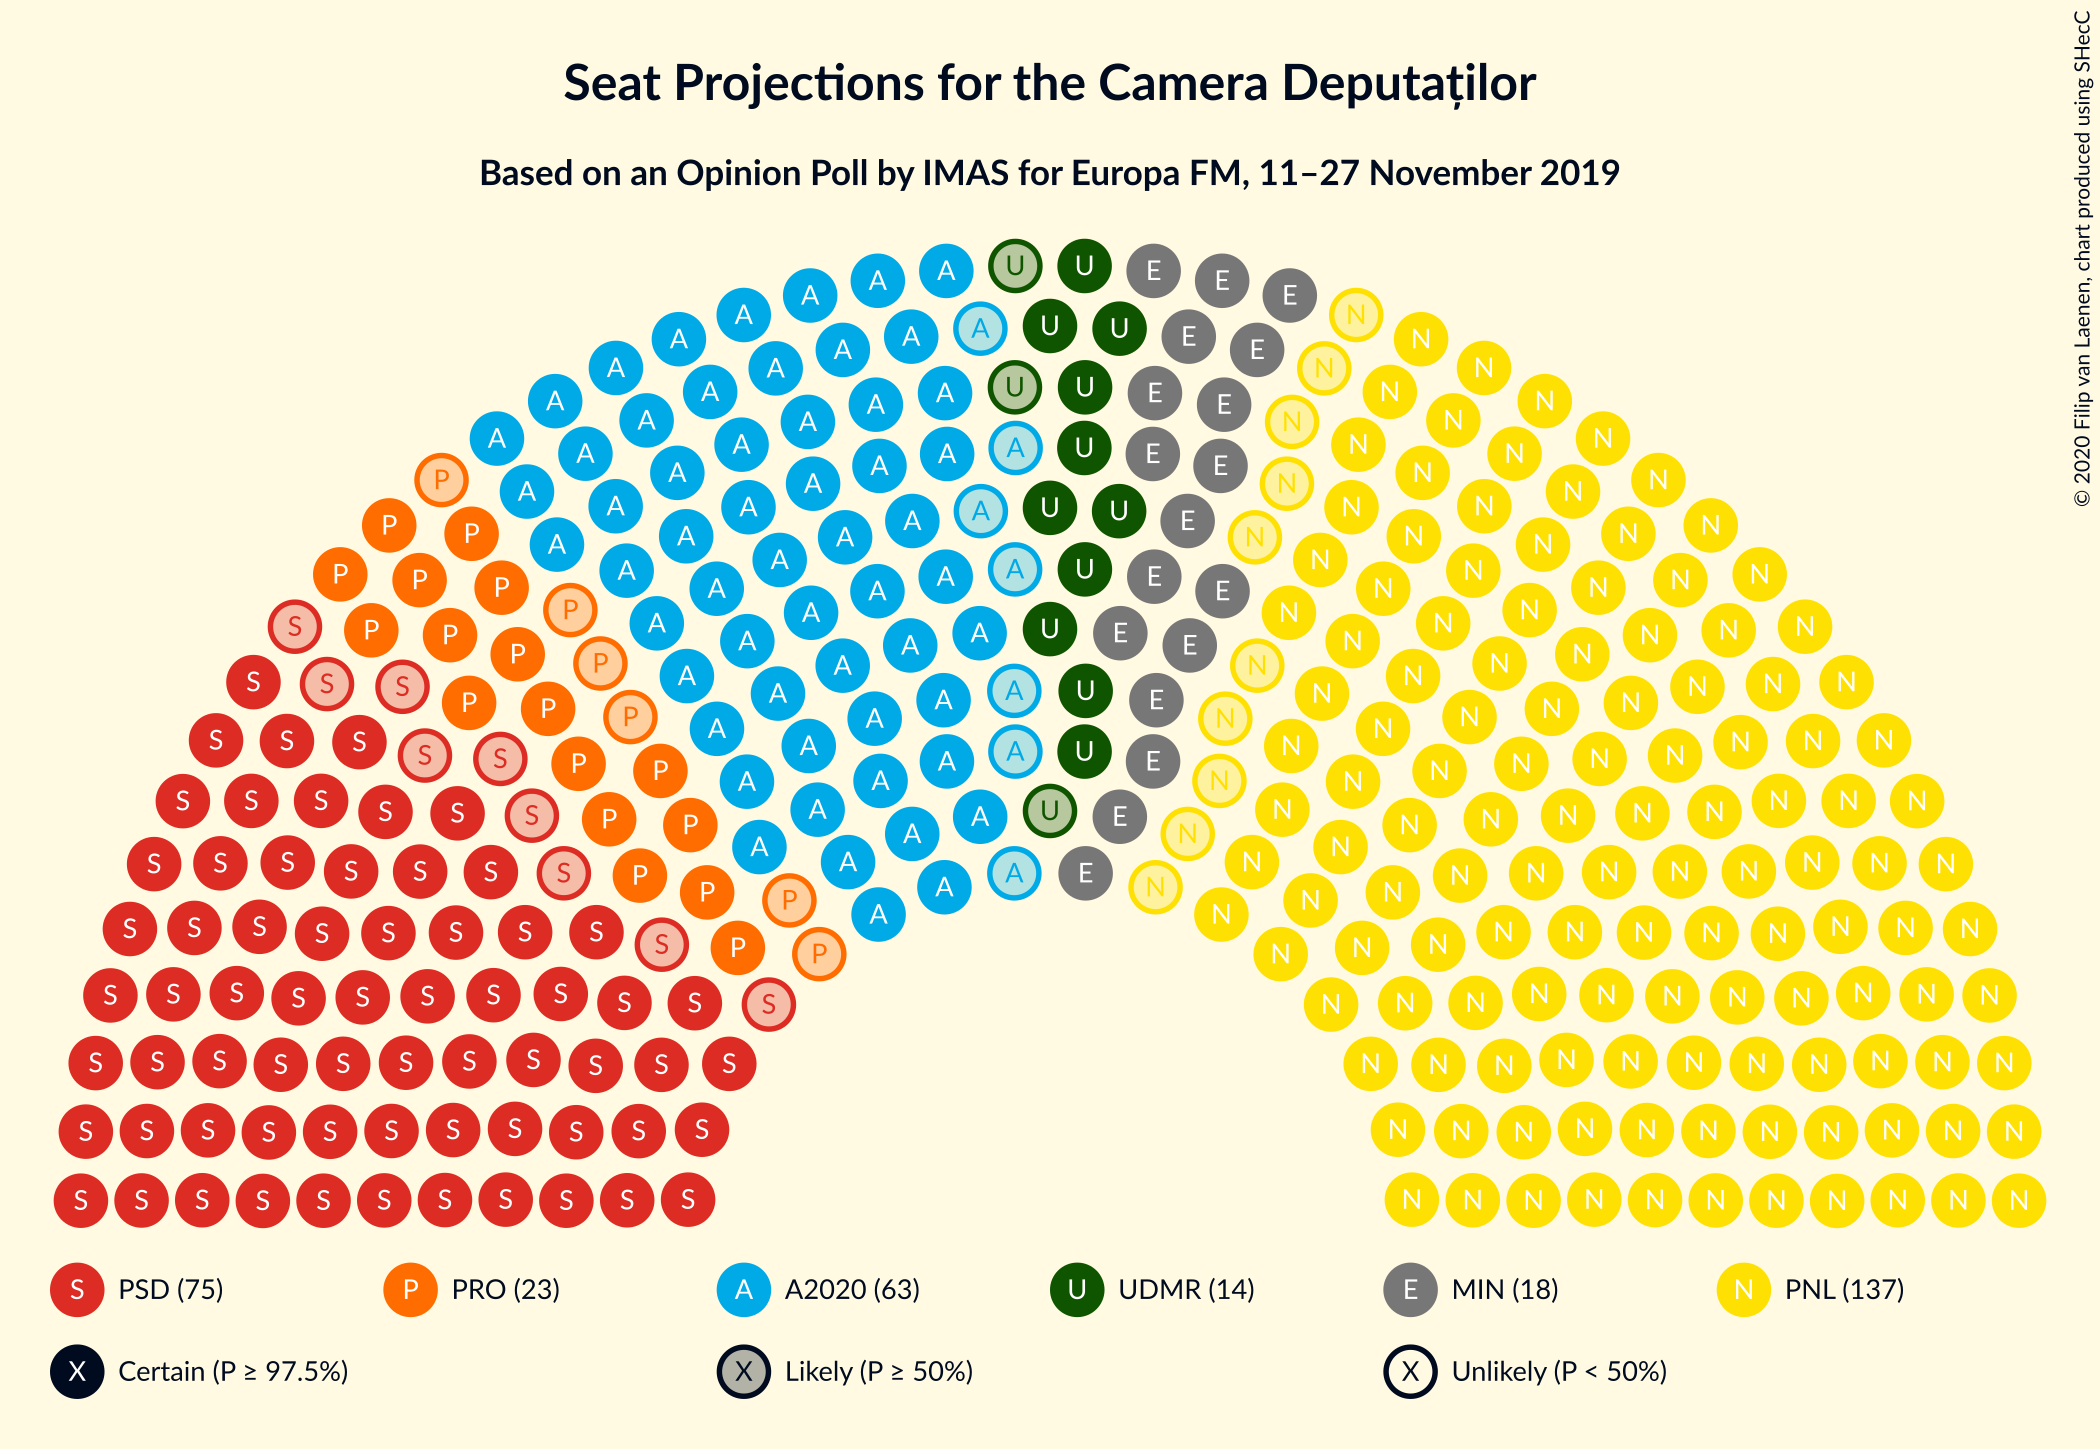 Seat Projections for the Camera Deputaților
Based on an Opinion Poll by IMAS for Europa FM, 11–27 November 2019
© 2020 Filip van Laenen, chart produced using SHecC
S PSD (75) P PRO (23) A A2020 (63) U UDMR (14) E MIN (18) N PNL (137)
X Certain (P ≥ 97.5%) X Likely (P ≥ 50%) X Unlikely (P < 50%)